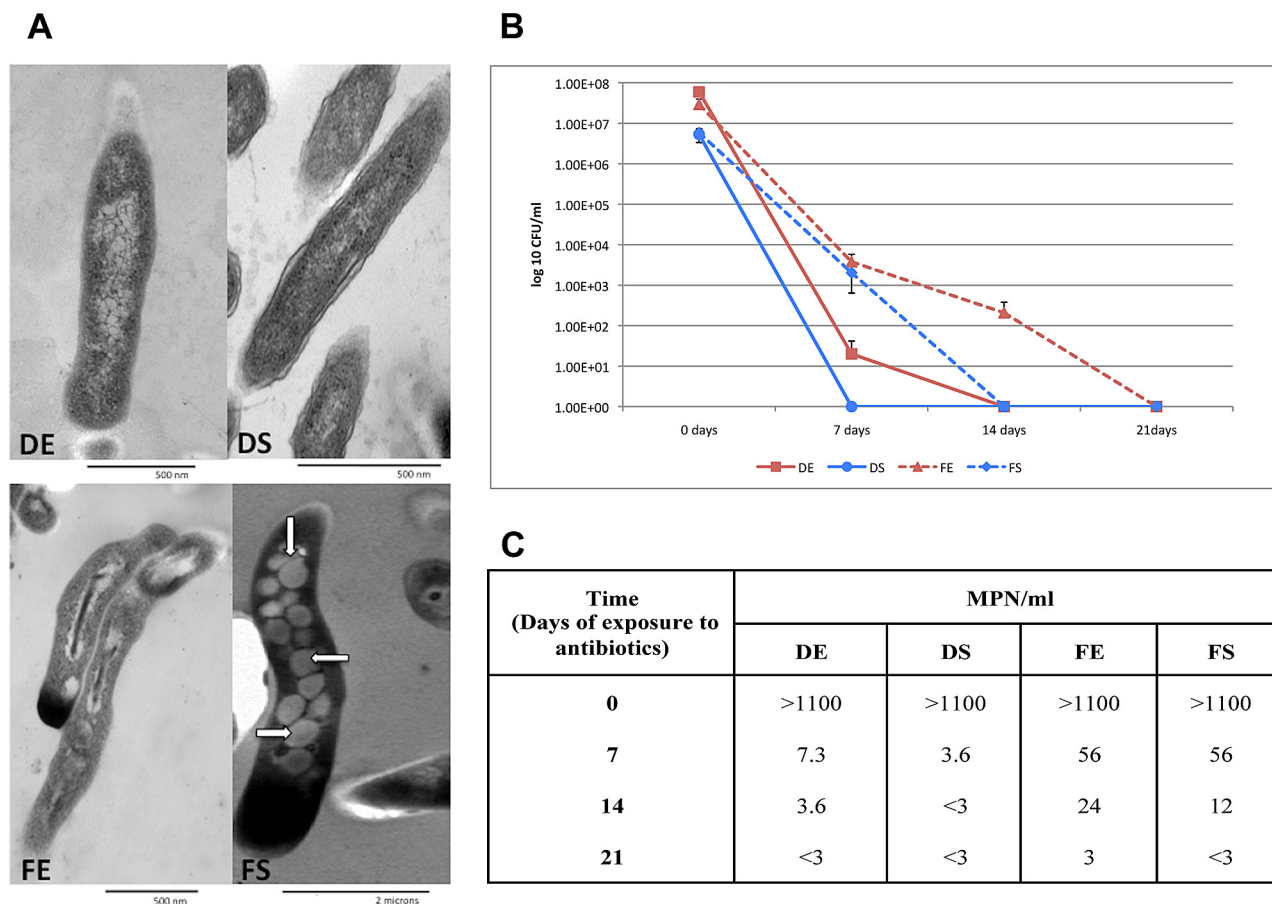 A
DE
500 nm
DS
500 nm
FE
500 nm
FS
2 microns
B
log 10 CFU/ml
1.00E+08
1.00E+07
1.00E+06
1.00E+05
1.00E+04
1.00E+03
1.00E+02
1.00E+01
1.00E+00
0 days 7 days 14 days 21days
DE DS FE FS
C
Time
(Days of exposure to
antibiotics)
MPN/ml
DE DS FE FS
0 >1100 >1100 >1100 >1100
7 7.3 3.6 56 56
14 3.6 <3 24 12
21 <3 <3 3 <3